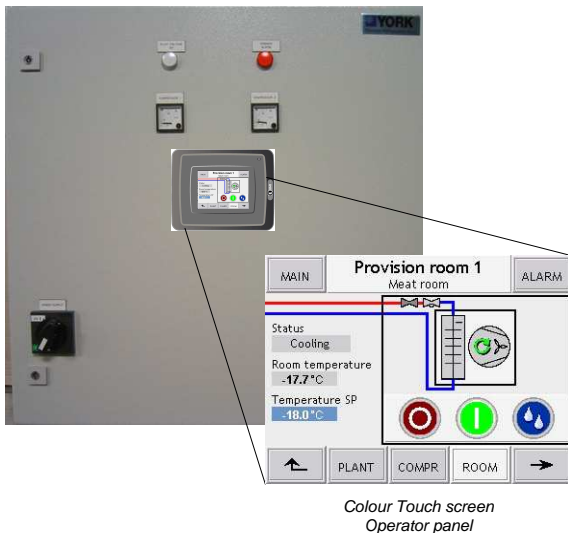 YORK
MAIN
Provision room 1
Meat room
ALARM
Status
Cooling
Room temperature
-17.7°C
Temperature SP
-18.0°C
PLANT
COMPR
ROOM
Colour Touch screen
Operator panel